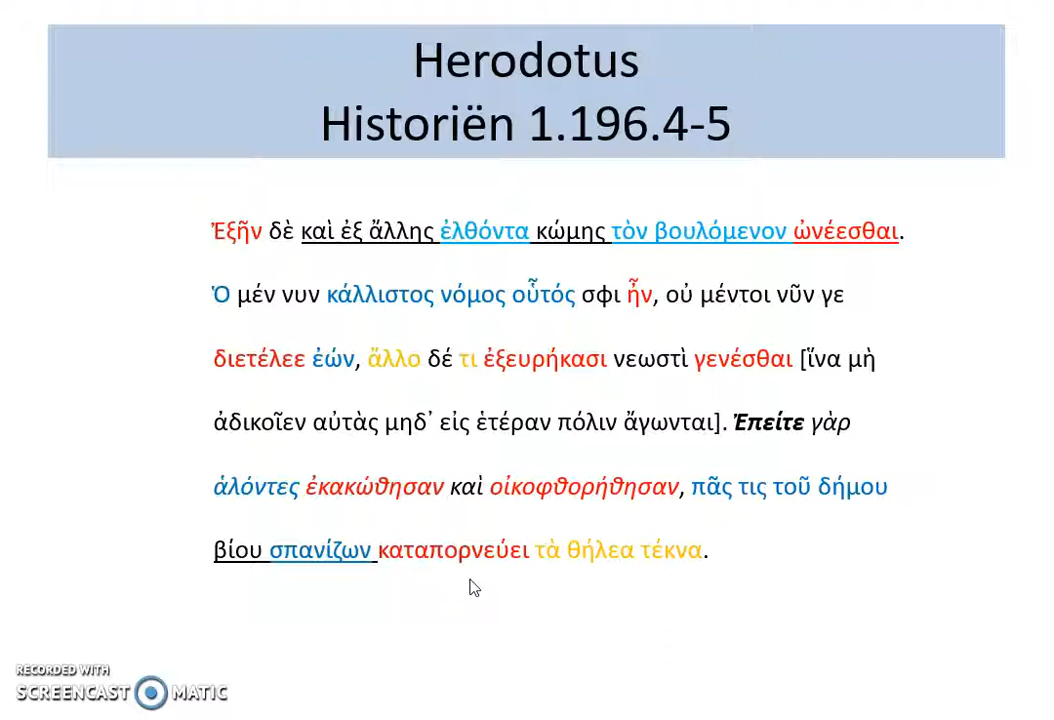 Herodotus
Historiën 1.196.4-5
Ἐξῆν δὲ καὶ ἐξ ἄλλης ἐλθόντα κώμης τὸν βουλόμενον ὠνέεσθαι.
Ὁ μέν νυν κάλλιστος νόμος οὗτός σφι ἦν, οὐ μέντοι νῦν γε
διετέλεε ἐών, ἄλλο δέ τι ἐξευρήκασι νεωστὶ γενέσθαι [ἵνα μὴ
ἀδικοῖεν αὐτὰς μηδ᾽ εἰς ἑτέραν πόλιν ἄγωνται]. Ἐπείτε γὰρ
ἁλόντες ἐκακώθησαν καὶ οἰκοφθορήθησαν, πᾶς τις τοῦ δήμου
βίου σπανίζων καταπορνεύει τὰ θήλεα τέκνα.
RECORDED WITH
SCREENCAST MATIC